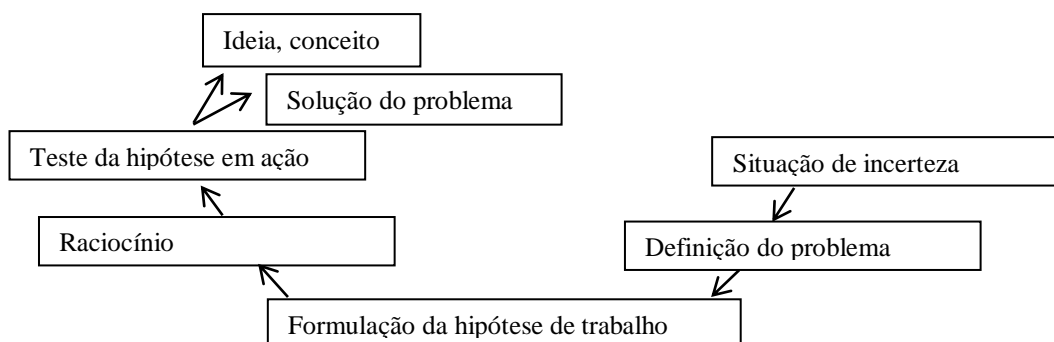 Ideia, conceito
Solução do problema
Teste da hipótese em ação
Situação de incerteza
Raciocínio
Definição do problema
Formulação da hipótese de trabalho